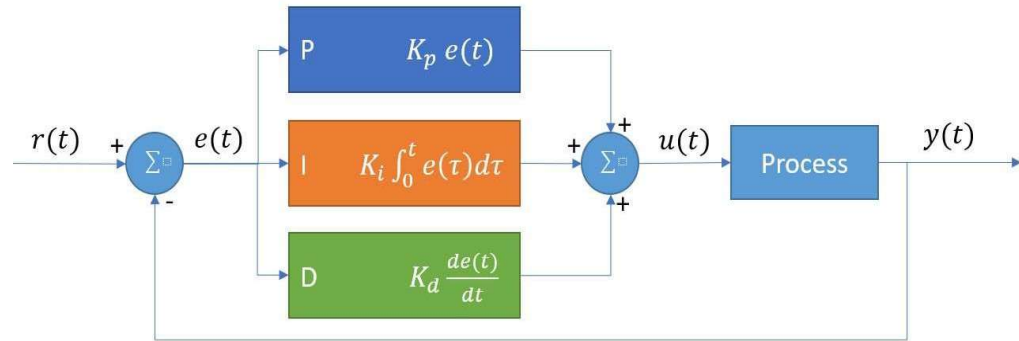 P K_p e(t)
r(t) + Σ e(t)
-
I K_i ∫_0^t e(τ)dτ
+ + Σ +
u(t) Process y(t)
D K_d de(t)/dt